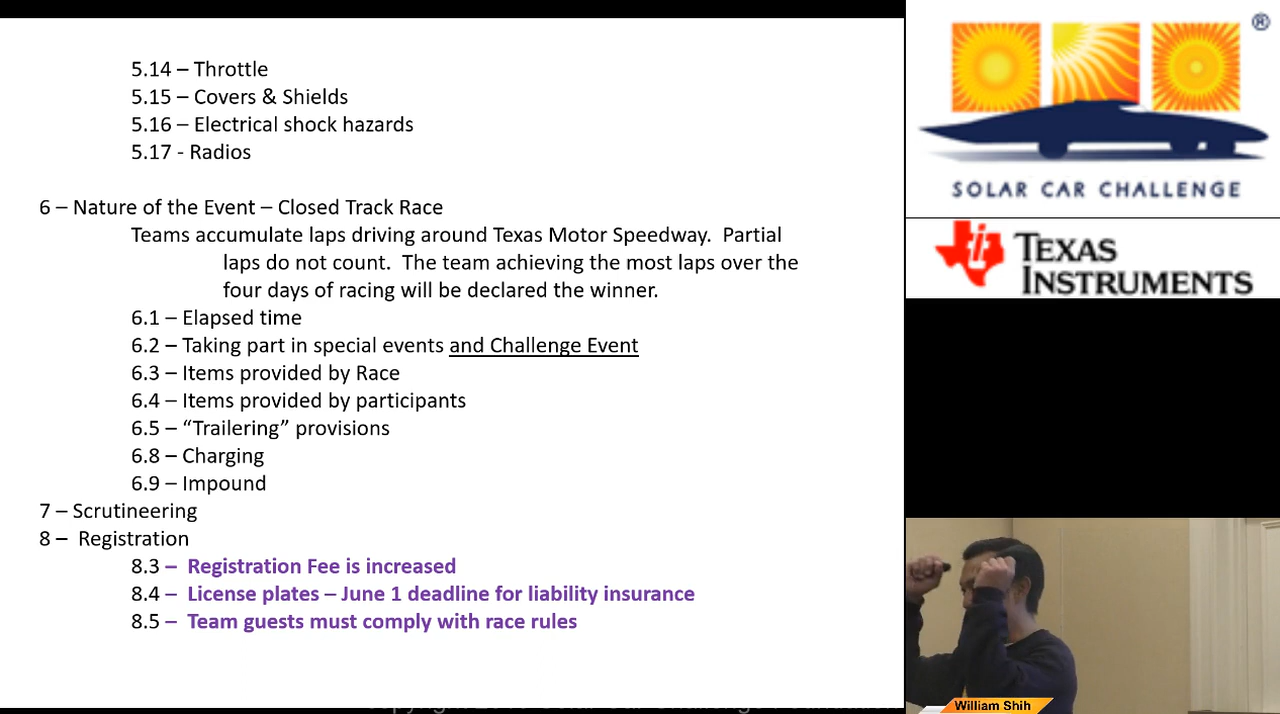 5.14 – Throttle
5.15 – Covers & Shields
5.16 – Electrical shock hazards
5.17 - Radios
6 – Nature of the Event – Closed Track Race
Teams accumulate laps driving around Texas Motor Speedway. Partial
laps do not count. The team achieving the most laps over the
four days of racing will be declared the winner.
6.1 – Elapsed time
6.2 – Taking part in special events and Challenge Event
6.3 – Items provided by Race
6.4 – Items provided by participants
6.5 – “Trailering” provisions
6.8 – Charging
6.9 – Impound
7 – Scrutineering
8 – Registration
8.3 – Registration Fee is increased
8.4 – License plates – June 1 deadline for liability insurance
8.5 – Team guests must comply with race rules
®
SOLAR CAR CHALLENGE
TEXAS
INSTRUMENTS
William Shih